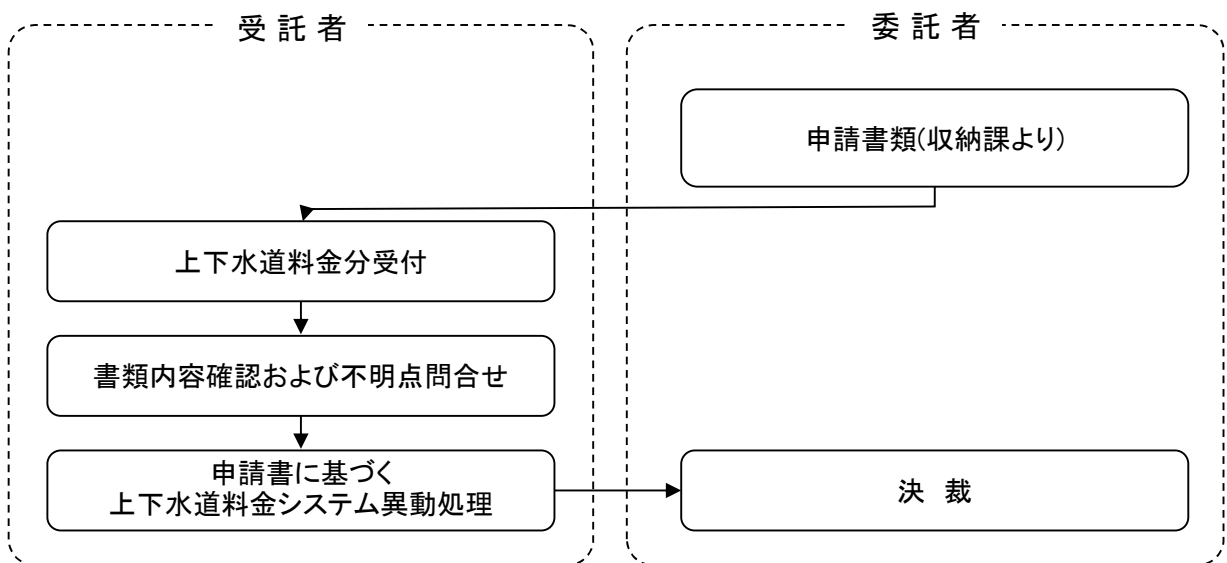 受 託 者
委 託 者
申請書類(収納課より)
上下水道料金分受付
書類内容確認および不明点問合せ
申請書に基づく
上下水道料金システム異動処理
決 裁